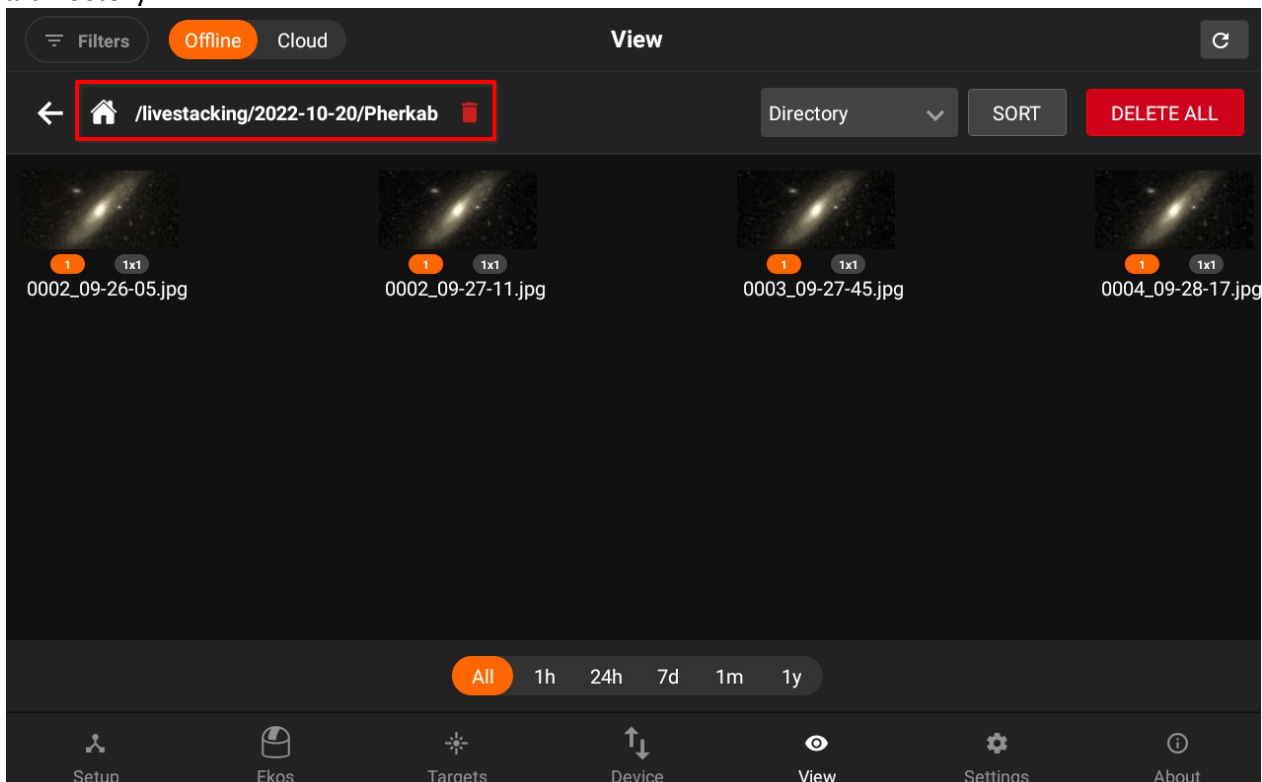 Filters Offline Cloud View
/livestacking/2022-10-20/Pherkab Directory SORT DELETE ALL
1 1x1 1 1x1 1 1x1 1 1x1
0002_09-26-05.jpg 0002_09-27-11.jpg 0003_09-27-45.jpg 0004_09-28-17.jpg
All 1h 24h 7d 1m 1y
Setup Ekos Targets Device View Settings About